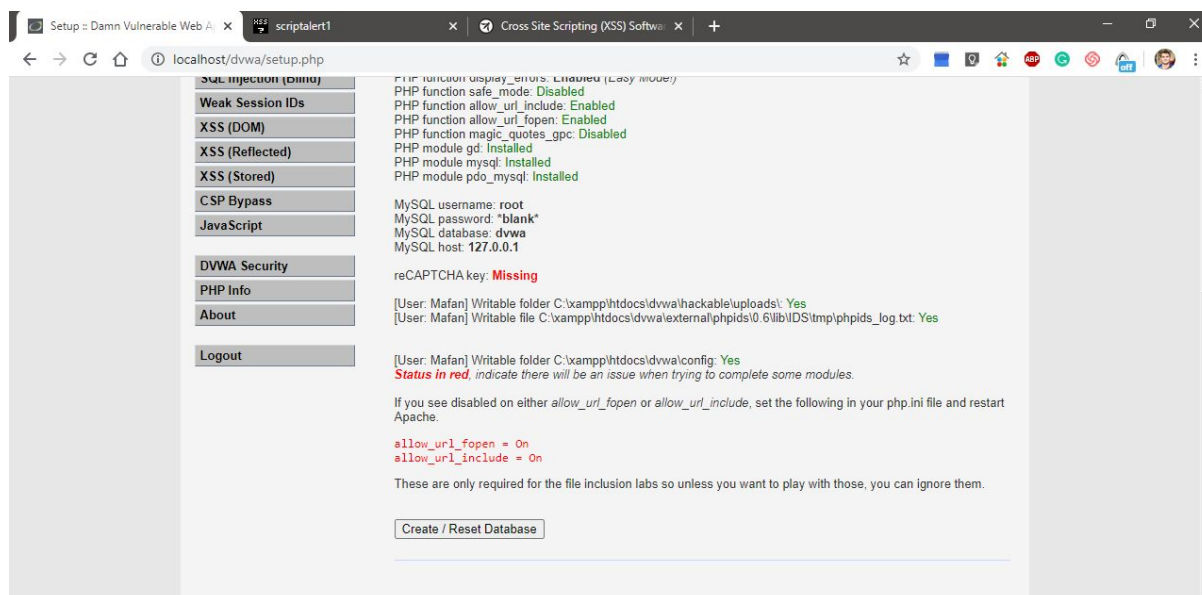 Setup :: Damn Vulnerable Web A
scriptalert1
Cross Site Scripting (XSS) Softwa
localhost/dvwa/setup.php
SQL Injection (Blind)
Weak Session IDs
XSS (DOM)
XSS (Reflected)
XSS (Stored)
CSP Bypass
JavaScript
DVWA Security
PHP Info
About
Logout
PHP function display_errors: Enabled (Easy Mode!)
PHP function safe_mode: Disabled
PHP function allow_url_include: Enabled
PHP function allow_url_fopen: Enabled
PHP function magic_quotes_gpc: Disabled
PHP module gd: Installed
PHP module mysql: Installed
PHP module pdo_mysql: Installed
MySQL username: root
MySQL password: *blank*
MySQL database: dvwa
MySQL host: 127.0.0.1
reCAPTCHA key: Missing
[User: Mafan] Writable folder C:\xampp\htdocs\dvwa\hackable\uploads\: Yes
[User: Mafan] Writable file C:\xampp\htdocs\dvwa\external\phpids\0.6\lib\IDS\tmp\phpids_log.txt: Yes
[User: Mafan] Writable folder C:\xampp\htdocs\dvwa\config: Yes
Status in red, indicate there will be an issue when trying to complete some modules.
If you see disabled on either allow_url_fopen or allow_url_include, set the following in your php.ini file and restart
Apache.
allow_url_fopen = On
allow_url_include = On
These are only required for the file inclusion labs so unless you want to play with those, you can ignore them.
Create / Reset Database
XSS
ABP
off